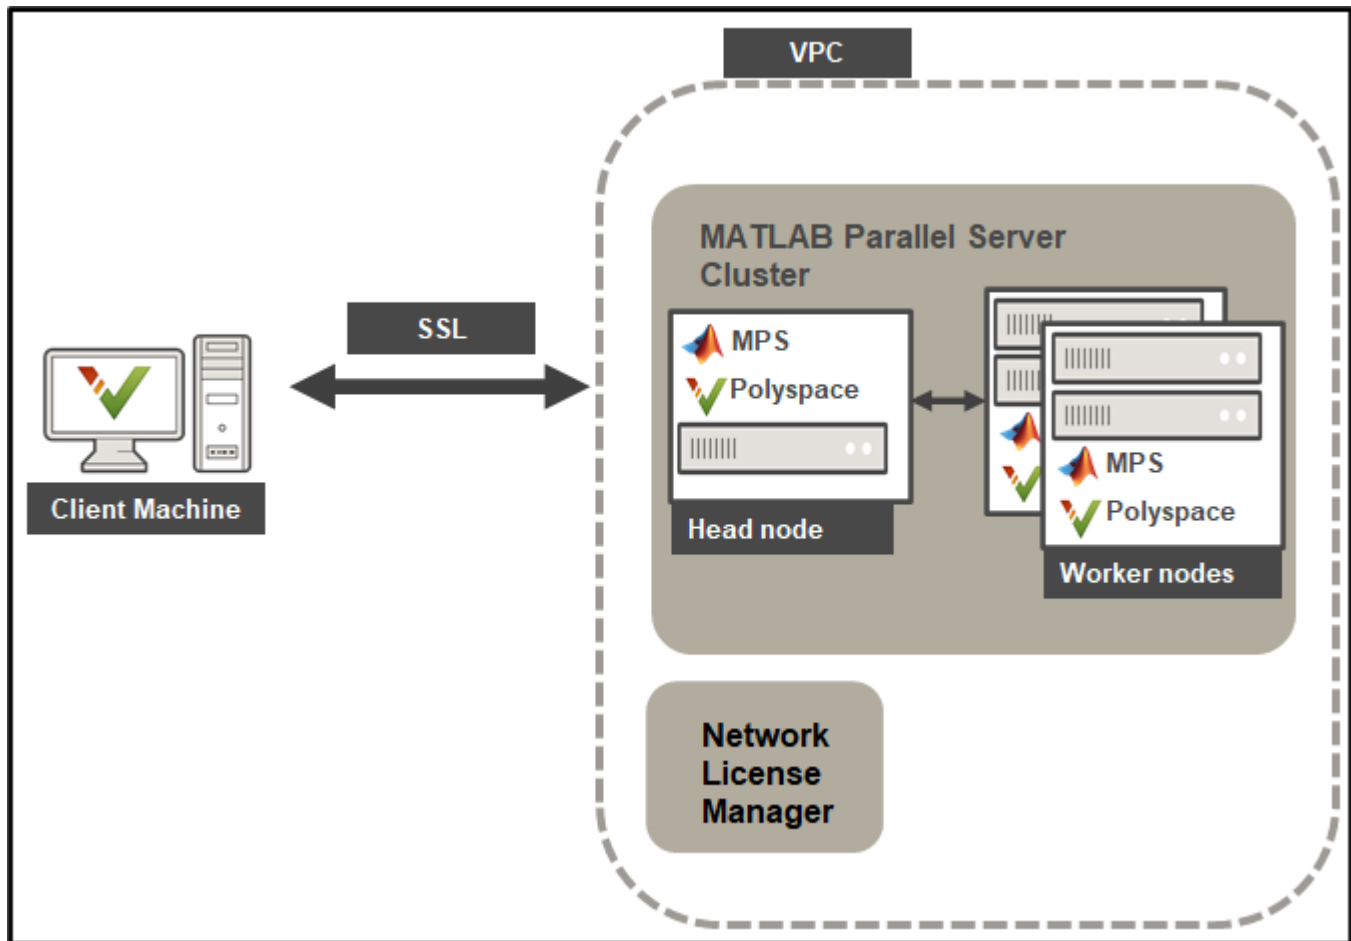 VPC
MATLAB Parallel Server
Cluster
SSL
MPS
Polyspace
Head node
MPS
Polyspace
Worker nodes
Client Machine
Network
License
Manager